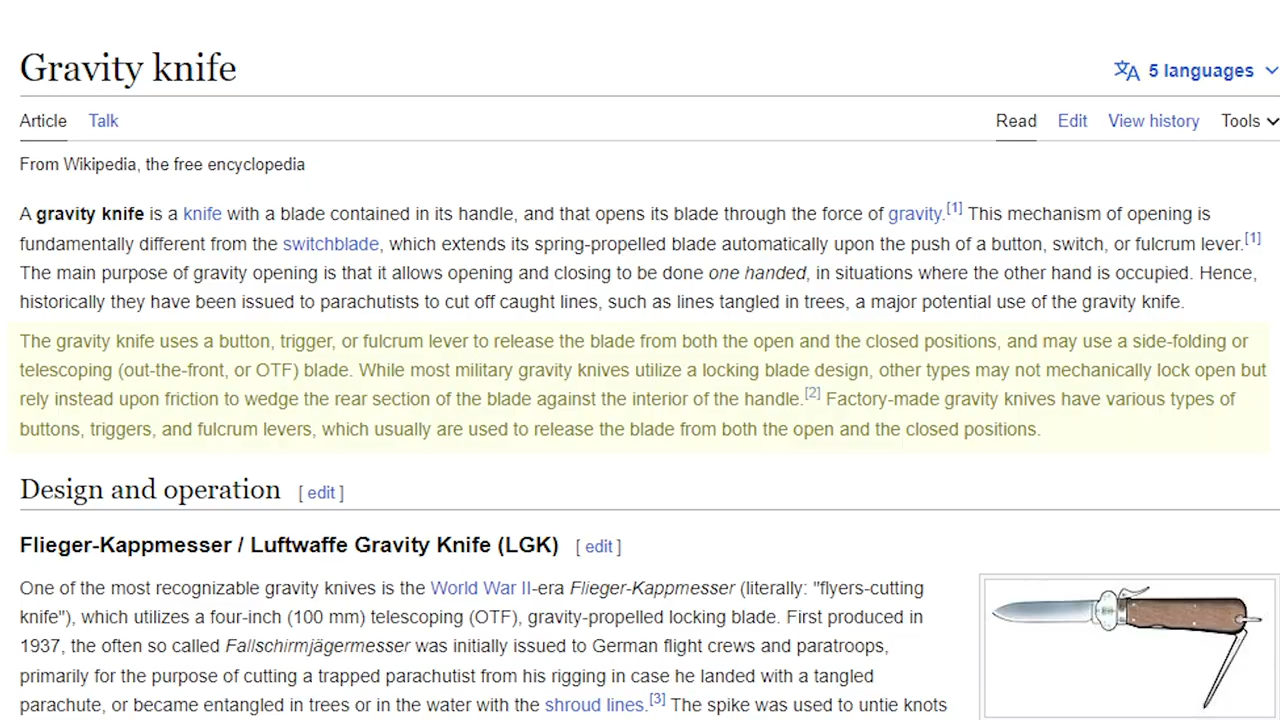 Gravity knife
5 languages
Article Talk
Read Edit View history Tools
From Wikipedia, the free encyclopedia
A gravity knife is a knife with a blade contained in its handle, and that opens its blade through the force of gravity.[1] This mechanism of opening is
fundamentally different from the switchblade, which extends its spring-propelled blade automatically upon the push of a button, switch, or fulcrum lever.[1]
The main purpose of gravity opening is that it allows opening and closing to be done one handed, in situations where the other hand is occupied. Hence,
historically they have been issued to parachutists to cut off caught lines, such as lines tangled in trees, a major potential use of the gravity knife.
The gravity knife uses a button, trigger, or fulcrum lever to release the blade from both the open and the closed positions, and may use a side-folding or
telescoping (out-the-front, or OTF) blade. While most military gravity knives utilize a locking blade design, other types may not mechanically lock open but
rely instead upon friction to wedge the rear section of the blade against the interior of the handle.[2] Factory-made gravity knives have various types of
buttons, triggers, and fulcrum levers, which usually are used to release the blade from both the open and the closed positions.
Design and operation [ edit ]
Flieger-Kappmesser / Luftwaffe Gravity Knife (LGK) [ edit ]
One of the most recognizable gravity knives is the World War II-era Flieger-Kappmesser (literally: "flyers-cutting
knife"), which utilizes a four-inch (100 mm) telescoping (OTF), gravity-propelled locking blade. First produced in
1937, the often so called Fallschirmjägermesser was initially issued to German flight crews and paratroops,
primarily for the purpose of cutting a trapped parachutist from his rigging in case he landed with a tangled
parachute, or became entangled in trees or in the water with the shroud lines.[3] The spike was used to untie knots